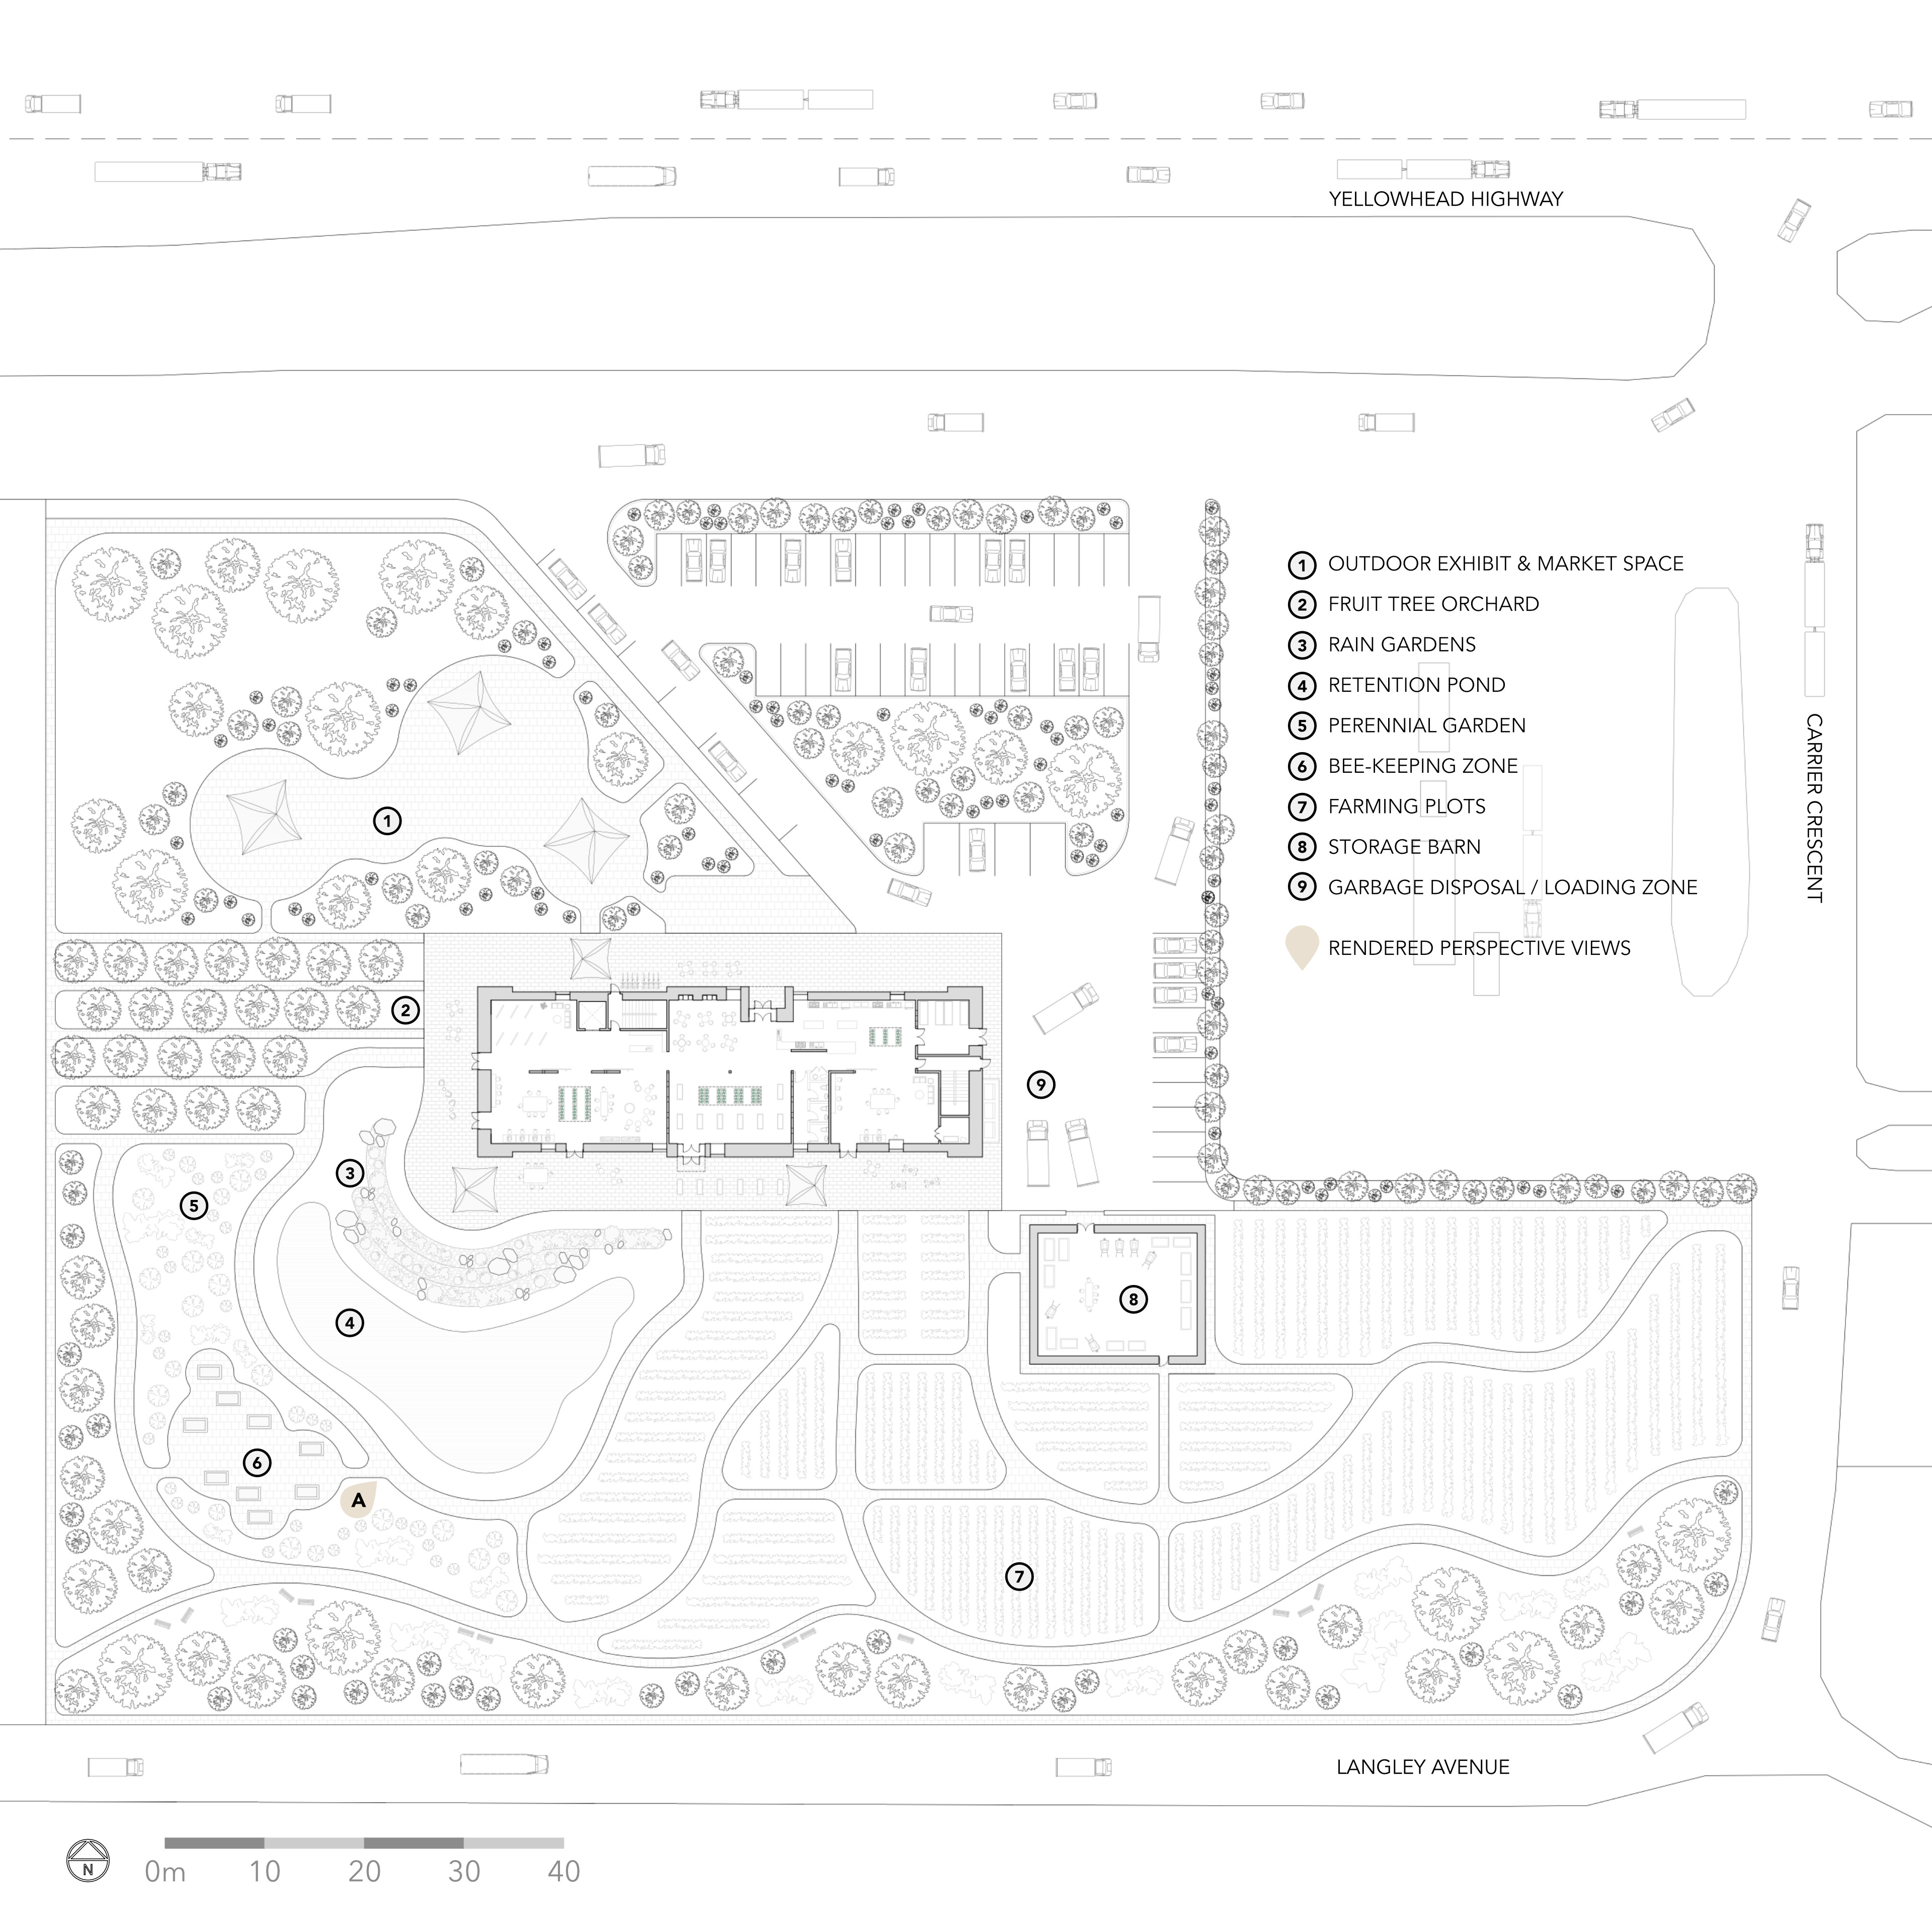 YELLOWHEAD HIGHWAY
1 OUTDOOR EXHIBIT & MARKET SPACE
2 FRUIT TREE ORCHARD
3 RAIN GARDENS
4 RETENTION POND
5 PERENNIAL GARDEN
6 BEE-KEEPING ZONE
7 FARMING PLOTS
8 STORAGE BARN
9 GARBAGE DISPOSAL / LOADING ZONE
RENDERED PERSPECTIVE VIEWS
CARRIER CRESCENT
1
2
9
3
5
8
4
6
A
7
LANGLEY AVENUE
N
0m 10 20 30 40